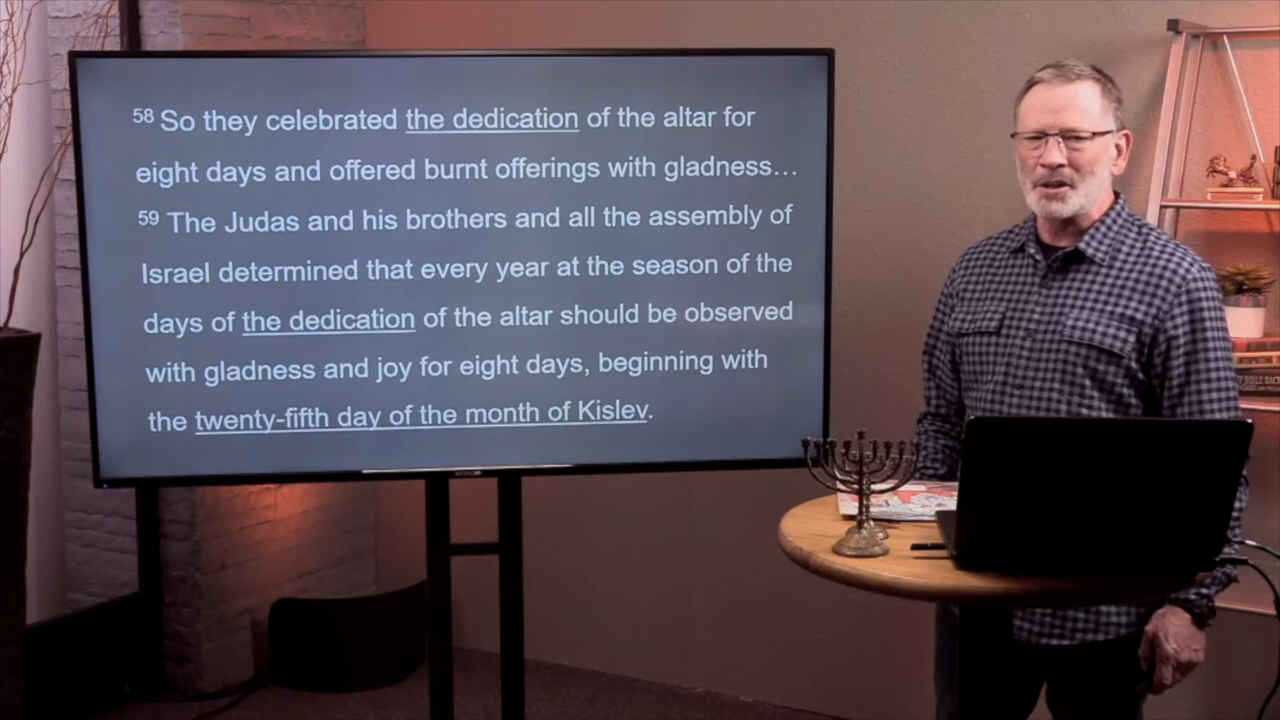 58 So they celebrated the dedication of the altar for
eight days and offered burnt offerings with gladness…
59 The Judas and his brothers and all the assembly of
Israel determined that every year at the season of the
days of the dedication of the altar should be observed
with gladness and joy for eight days, beginning with
the twenty-fifth day of the month of Kislev.